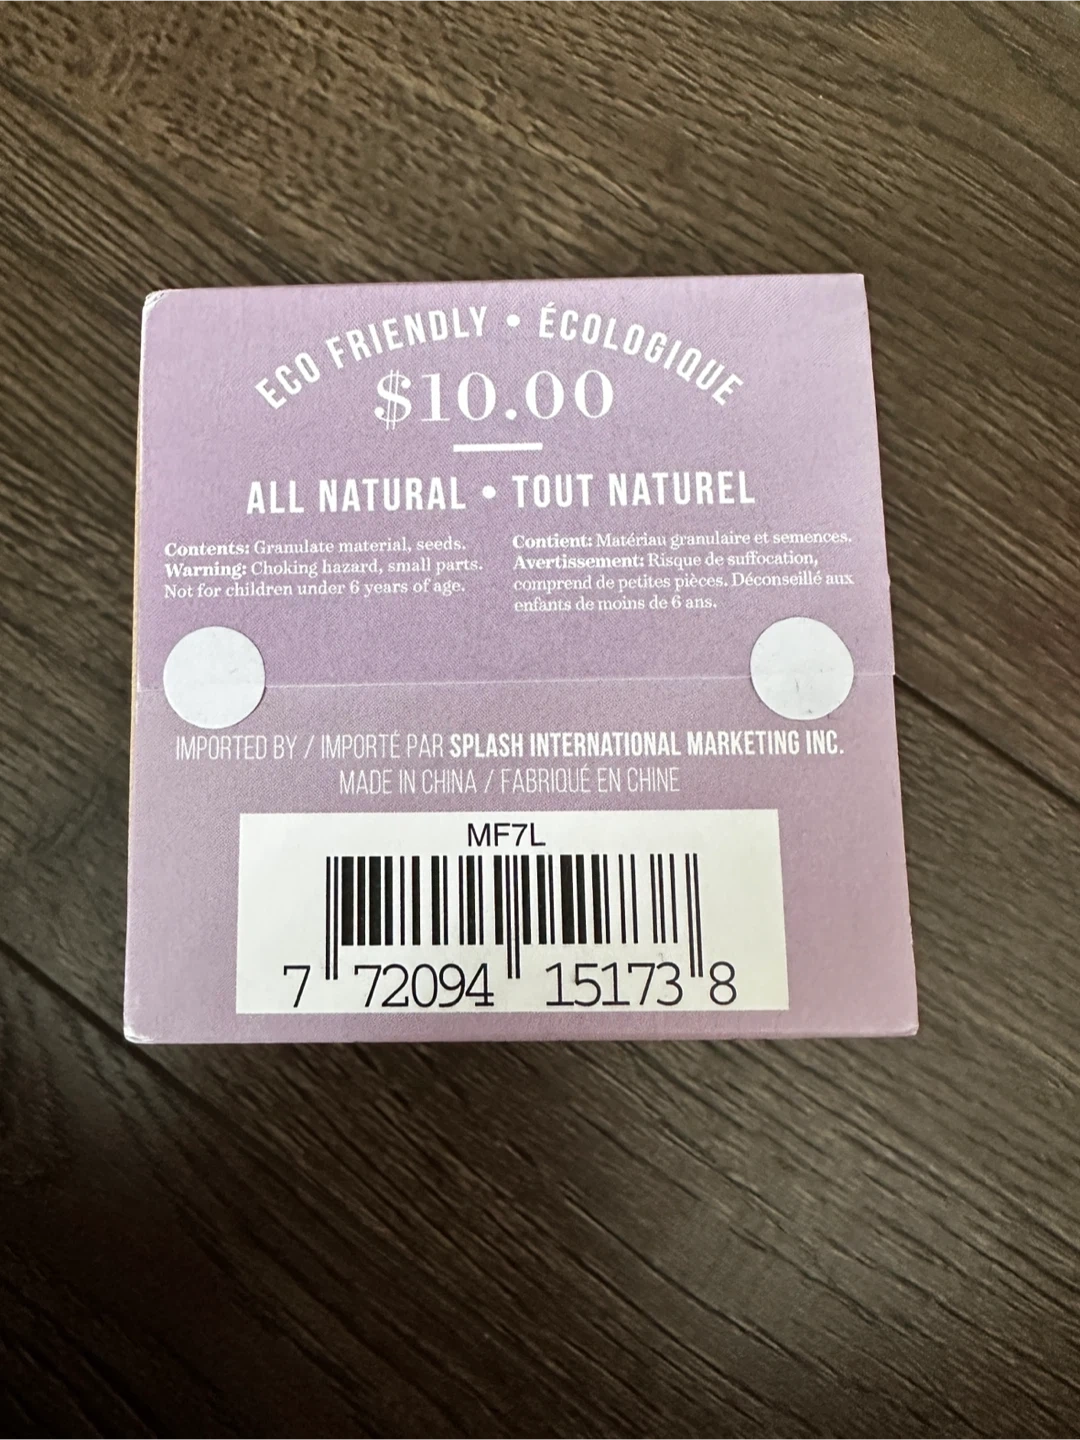 ECO FRIENDLY • ÉCOLOGIQUE
$10.00
ALL NATURAL • TOUT NATUREL
Contents: Granulate material, seeds.
Warning: Choking hazard, small parts.
Not for children under 6 years of age.
Contient: Matériau granulaire et semences.
Avertissement: Risque de suffocation,
comprend de petites pièces. Déconseillé aux
enfants de moins de 6 ans.
IMPORTED BY / IMPORTÉ PAR SPLASH INTERNATIONAL MARKETING INC.
MADE IN CHINA / FABRIQUÉ EN CHINE
MF7L
7 72094 15173 8